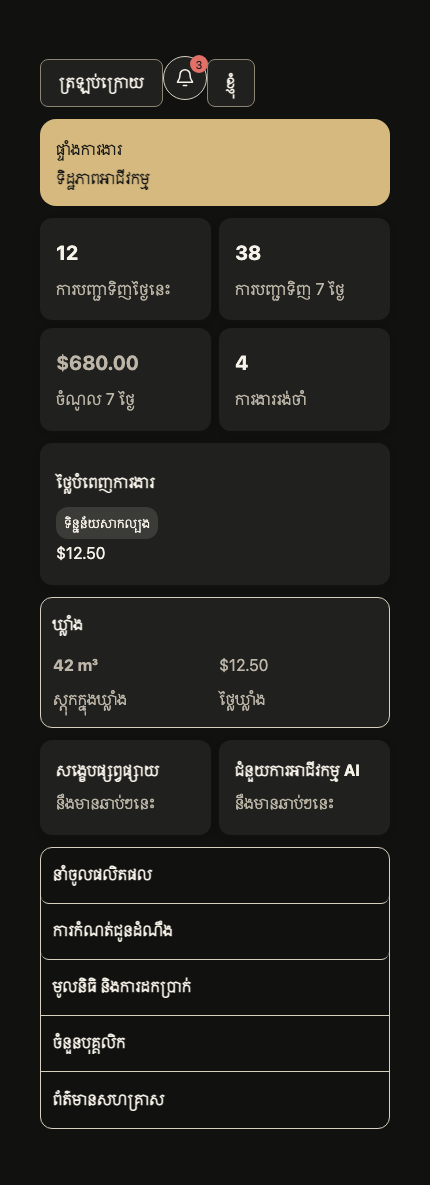 ត្រឡប់ក្រោយ
3
ខ្ញុំ
ផ្ទាំងការងារ
ទិដ្ឋភាពអាជីវកម្ម
12
ការបញ្ជាទិញថ្ងៃនេះ
38
ការបញ្ជាទិញ 7 ថ្ងៃ
$680.00
ចំណូល 7 ថ្ងៃ
4
ការងាររង់ចាំ
ថ្លៃបំពេញការងារ
ទិន្នន័យសាកល្បង
$12.50
ឃ្លាំង
42 m³
ស្តុកក្នុងឃ្លាំង
$12.50
ថ្លៃឃ្លាំង
សង្ខេបផ្សព្វផ្សាយ
នឹងមានឆាប់ៗនេះ
ជំនួយការអាជីវកម្ម AI
នឹងមានឆាប់ៗនេះ
នាំចូលផលិតផល
ការកំណត់ជូនដំណឹង
មូលនិធិ និងការដកប្រាក់
ចំនួនបុគ្គលិក
ព័ត៌មានសហគ្រាស